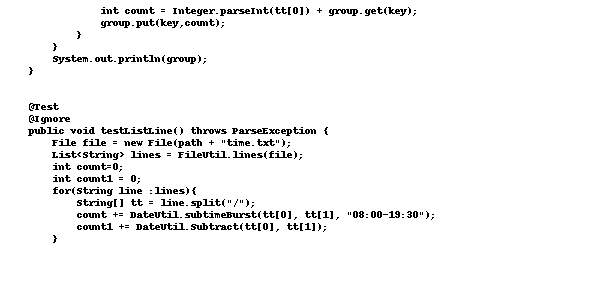 int count = Integer.parseInt(tt[0]) + group.get(key);
group.put(key,count);
}
}
System.out.println(group);
}
@Test
@Ignore
public void testListLine() throws ParseException {
File file = new File(path + "time.txt");
List<String> lines = FileUtil.lines(file);
int count=0;
int count1 = 0;
for(String line :lines){
String[] tt = line.split("/");
count += DateUtil.subtimeBurst(tt[0], tt[1], "08:00-19:30");
count1 += DateUtil.Subtract(tt[0], tt[1]);
}